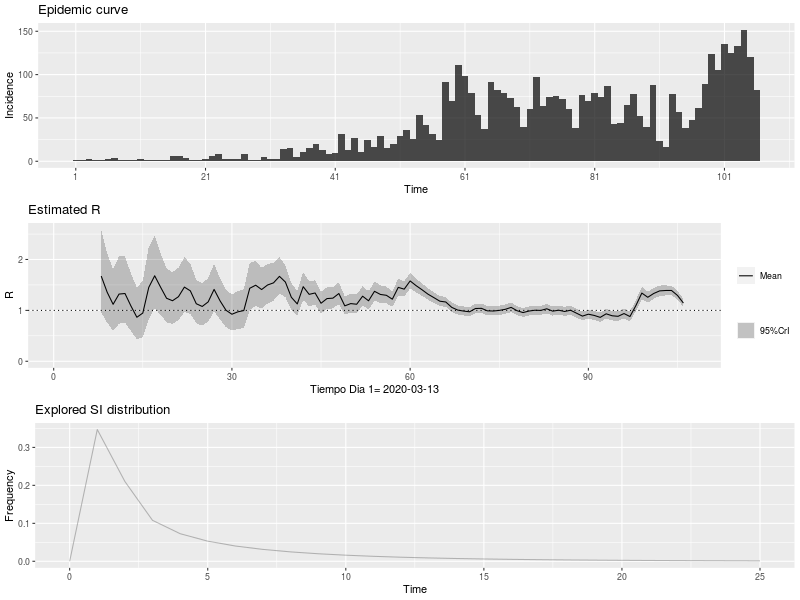 Epidemic curve
150
100
50
0
Incidence
1 21 41 61 81 101
Time
Estimated R
2
1
0
R
0 30 60 90
Tiempo Dia 1= 2020-03-13
Mean
95%CrI
Explored SI distribution
0.3
0.2
0.1
0.0
Frequency
0 5 10 15 20 25
Time